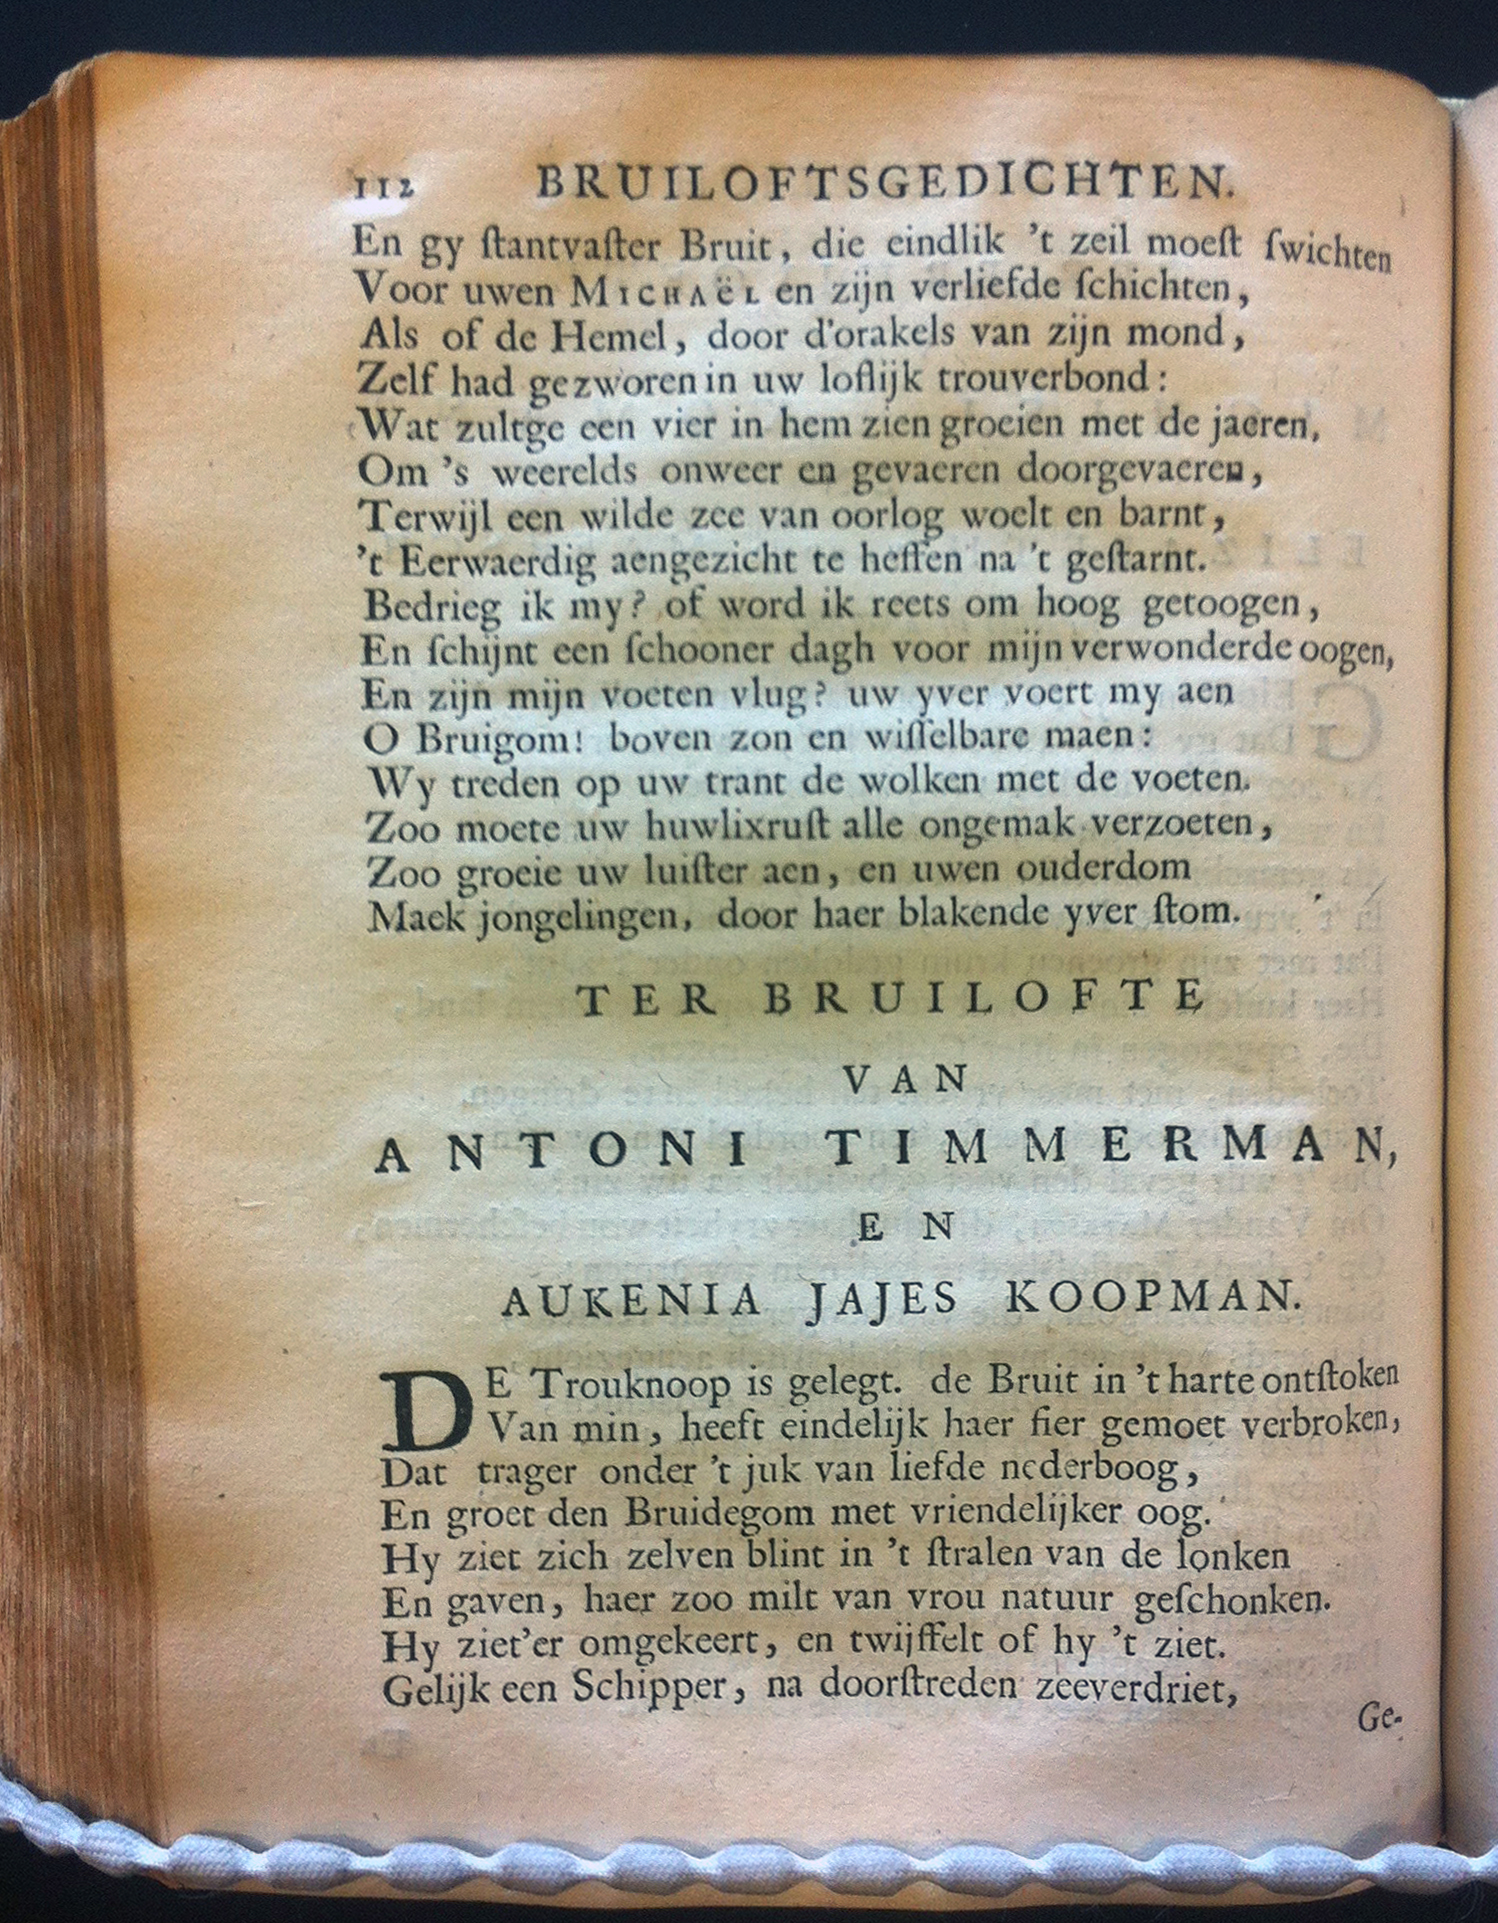 112 BRUILOFTSGEDICHTEN.
En gy ſtantvaſter Bruit, die eindlik 't zeil moeſt ſwichten
Voor uwen MICHAËL en zijn verliefde ſchichten,
Als of de Hemel, door d'orakels van zijn mond,
Zelf had gezworen in uw loflijk trouverbond:
Wat zultge een vier in hem zien groeien met de jaeren,
Om 's weerelds onweer en gevaeren doorgevaeren,
Terwijl een wilde zee van oorlog woelt en barnt,
't Eerwaerdig aengezicht te heffen na 't geſtarnt.
Bedrieg ik my? of word ik reets om hoog getoogen,
En ſchijnt een ſchooner dagh voor mijn verwonderde oogen,
En zijn mijn voeten vlug? uw yver voert my aen
O Bruigom! boven zon en wiſſelbare maen:
Wy treden op uw trant de wolken met de voeten.
Zoo moete uw huwlixruſt alle ongemak verzoeten,
Zoo groeie uw luiſter aen, en uwen ouderdom
Maek jongelingen, door haer blakende yver ſtom.
TER BRUILOFTE
VAN
ANTONI TIMMERMAN,
EN
AUKENIA JAJES KOOPMAN.
DE Trouknoop is gelegt. de Bruit in 't harte ontſtoken
Van min, heeft eindelijk haer fier gemoet verbroken,
Dat trager onder 't juk van liefde nederboog,
En groet den Bruidegom met vriendelijker oog.
Hy ziet zich zelven blint in 't ſtralen van de lonken
En gaven, haer zoo milt van vrou natuur geſchonken.
Hy ziet'er omgekeert, en twijffelt of hy 't ziet.
Gelijk een Schipper, na doorſtreden zeeverdriet,
Ge-